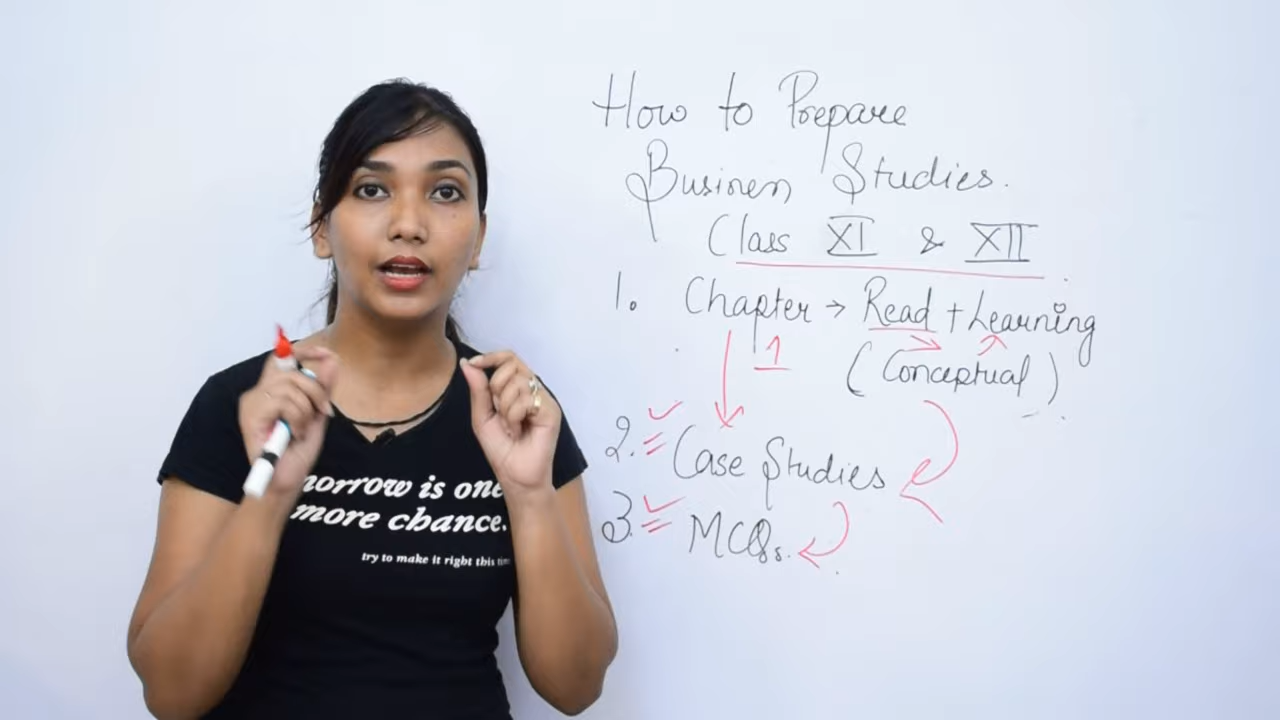 How to Prepare
Business Studies.
Class XI & XII
1. Chapter → Read + Learning
1
(Conceptual)
2. Case Studies
3. MCQs.
morrow is one
more chance.
try to make it right this time